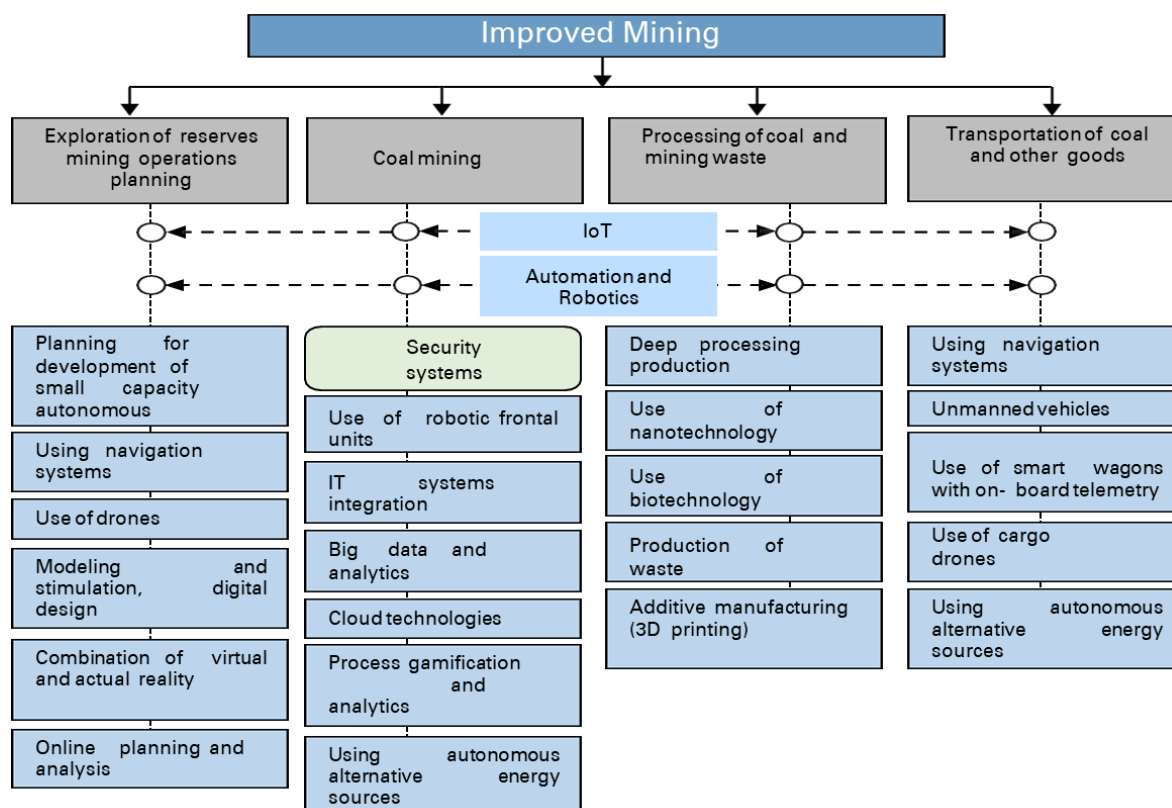 Improved Mining
Exploration of reserves
mining operations
planning
Coal mining
Processing of coal and
mining waste
Transportation of coal
and other goods
IoT
Automation and
Robotics
Planning for
development of
small capacity
autonomous
Using navigation
systems
Use of drones
Modeling and
stimulation, digital
design
Combination of virtual
and actual reality
Online planning and
analysis
Security
systems
Use of robotic frontal
units
IT systems
integration
Big data and
analytics
Cloud technologies
Process gamification
and
analytics
Using autonomous
alternative energy
sources
Deep processing
production
Use of
nanotechnology
Use of
biotechnology
Production of
waste
Additive manufacturing
(3D printing)
Using navigation
systems
Unmanned vehicles
Use of smart wagons
with on- board telemetry
Use of cargo
drones
Using autonomous
alternative energy
sources